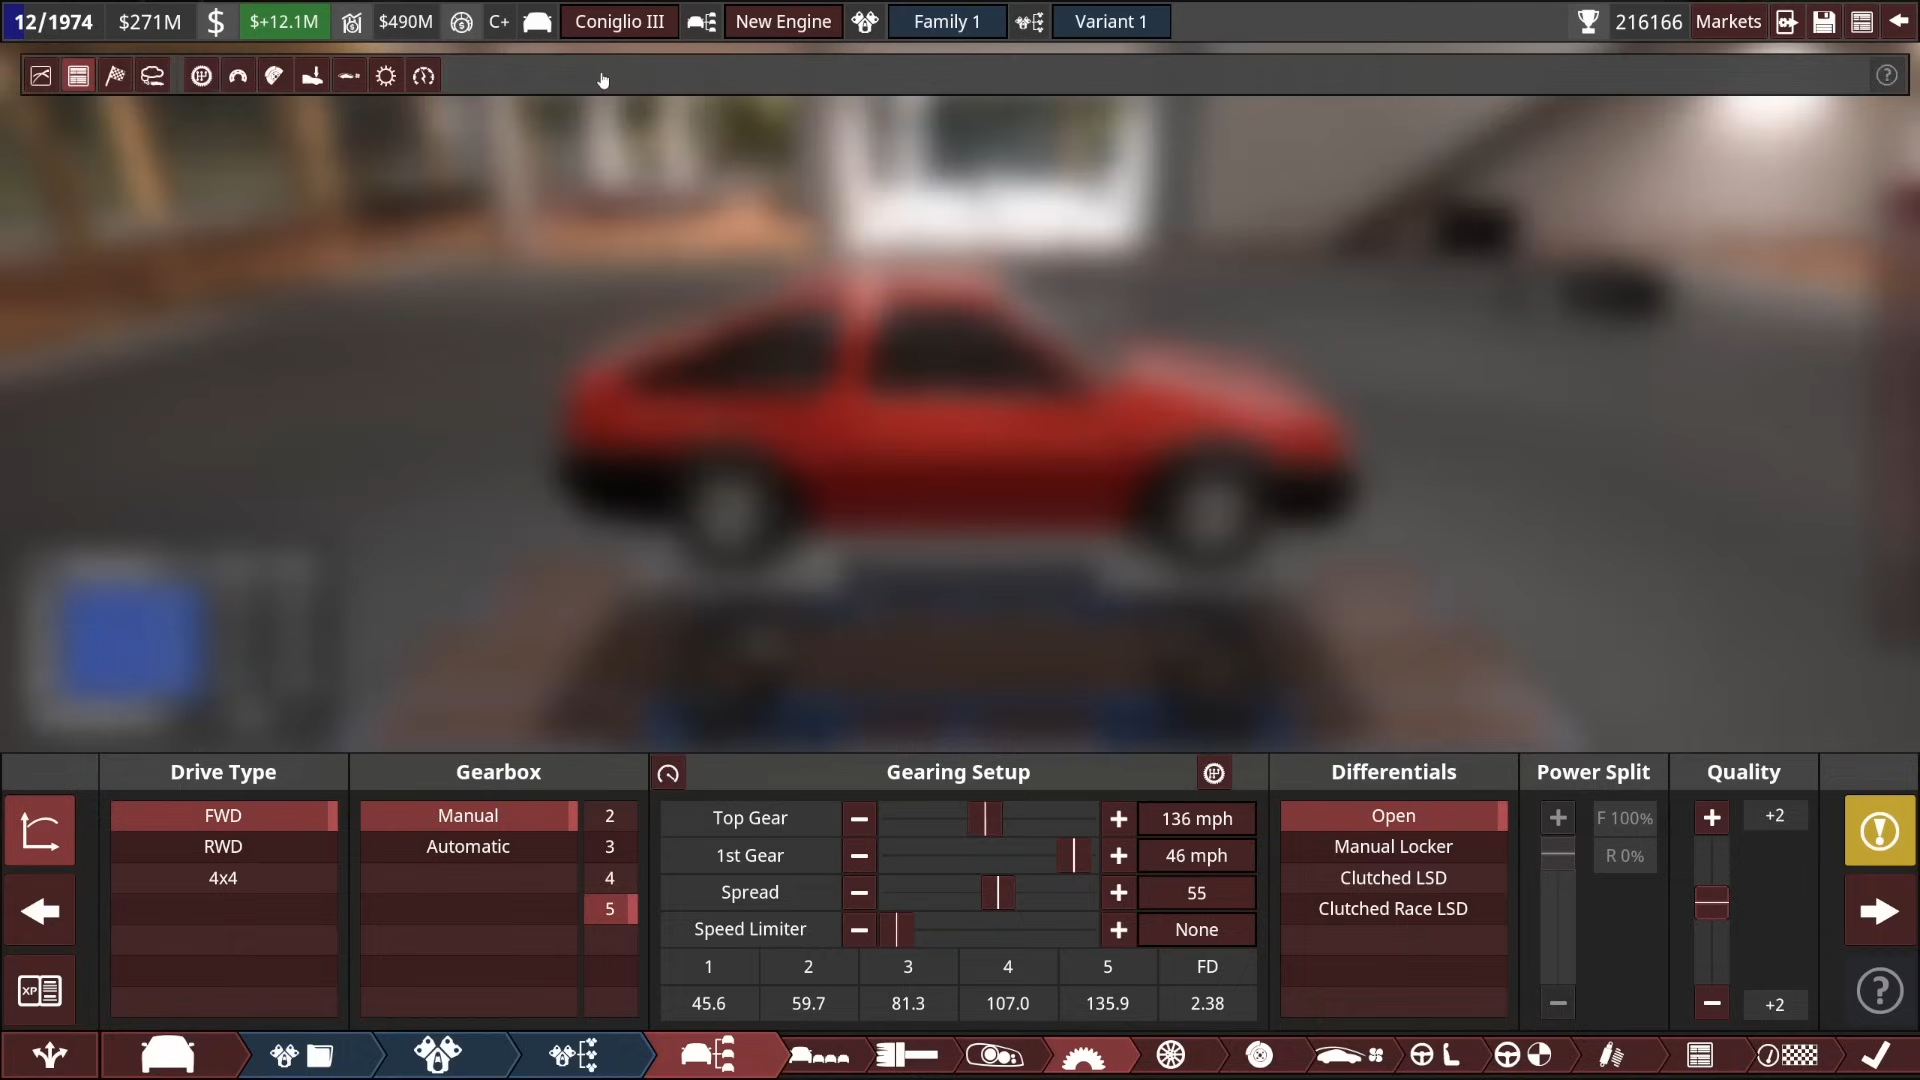 12/1974 $271M $ $+12.1M $490M C+ Coniglio III New Engine Family 1 Variant 1 216166 Markets
?
Drive Type Gearbox Gearing Setup Differentials Power Split Quality
FWD Manual 2 Top Gear − + 136 mph Open + F 100% + +2
RWD Automatic 3 1st Gear − + 46 mph Manual Locker R 0%
4x4 4 Spread − + 55 Clutched LSD
5 Speed Limiter − + None Clutched Race LSD
1 2 3 4 5 FD
XP 45.6 59.7 81.3 107.0 135.9 2.38 − − +2 ?